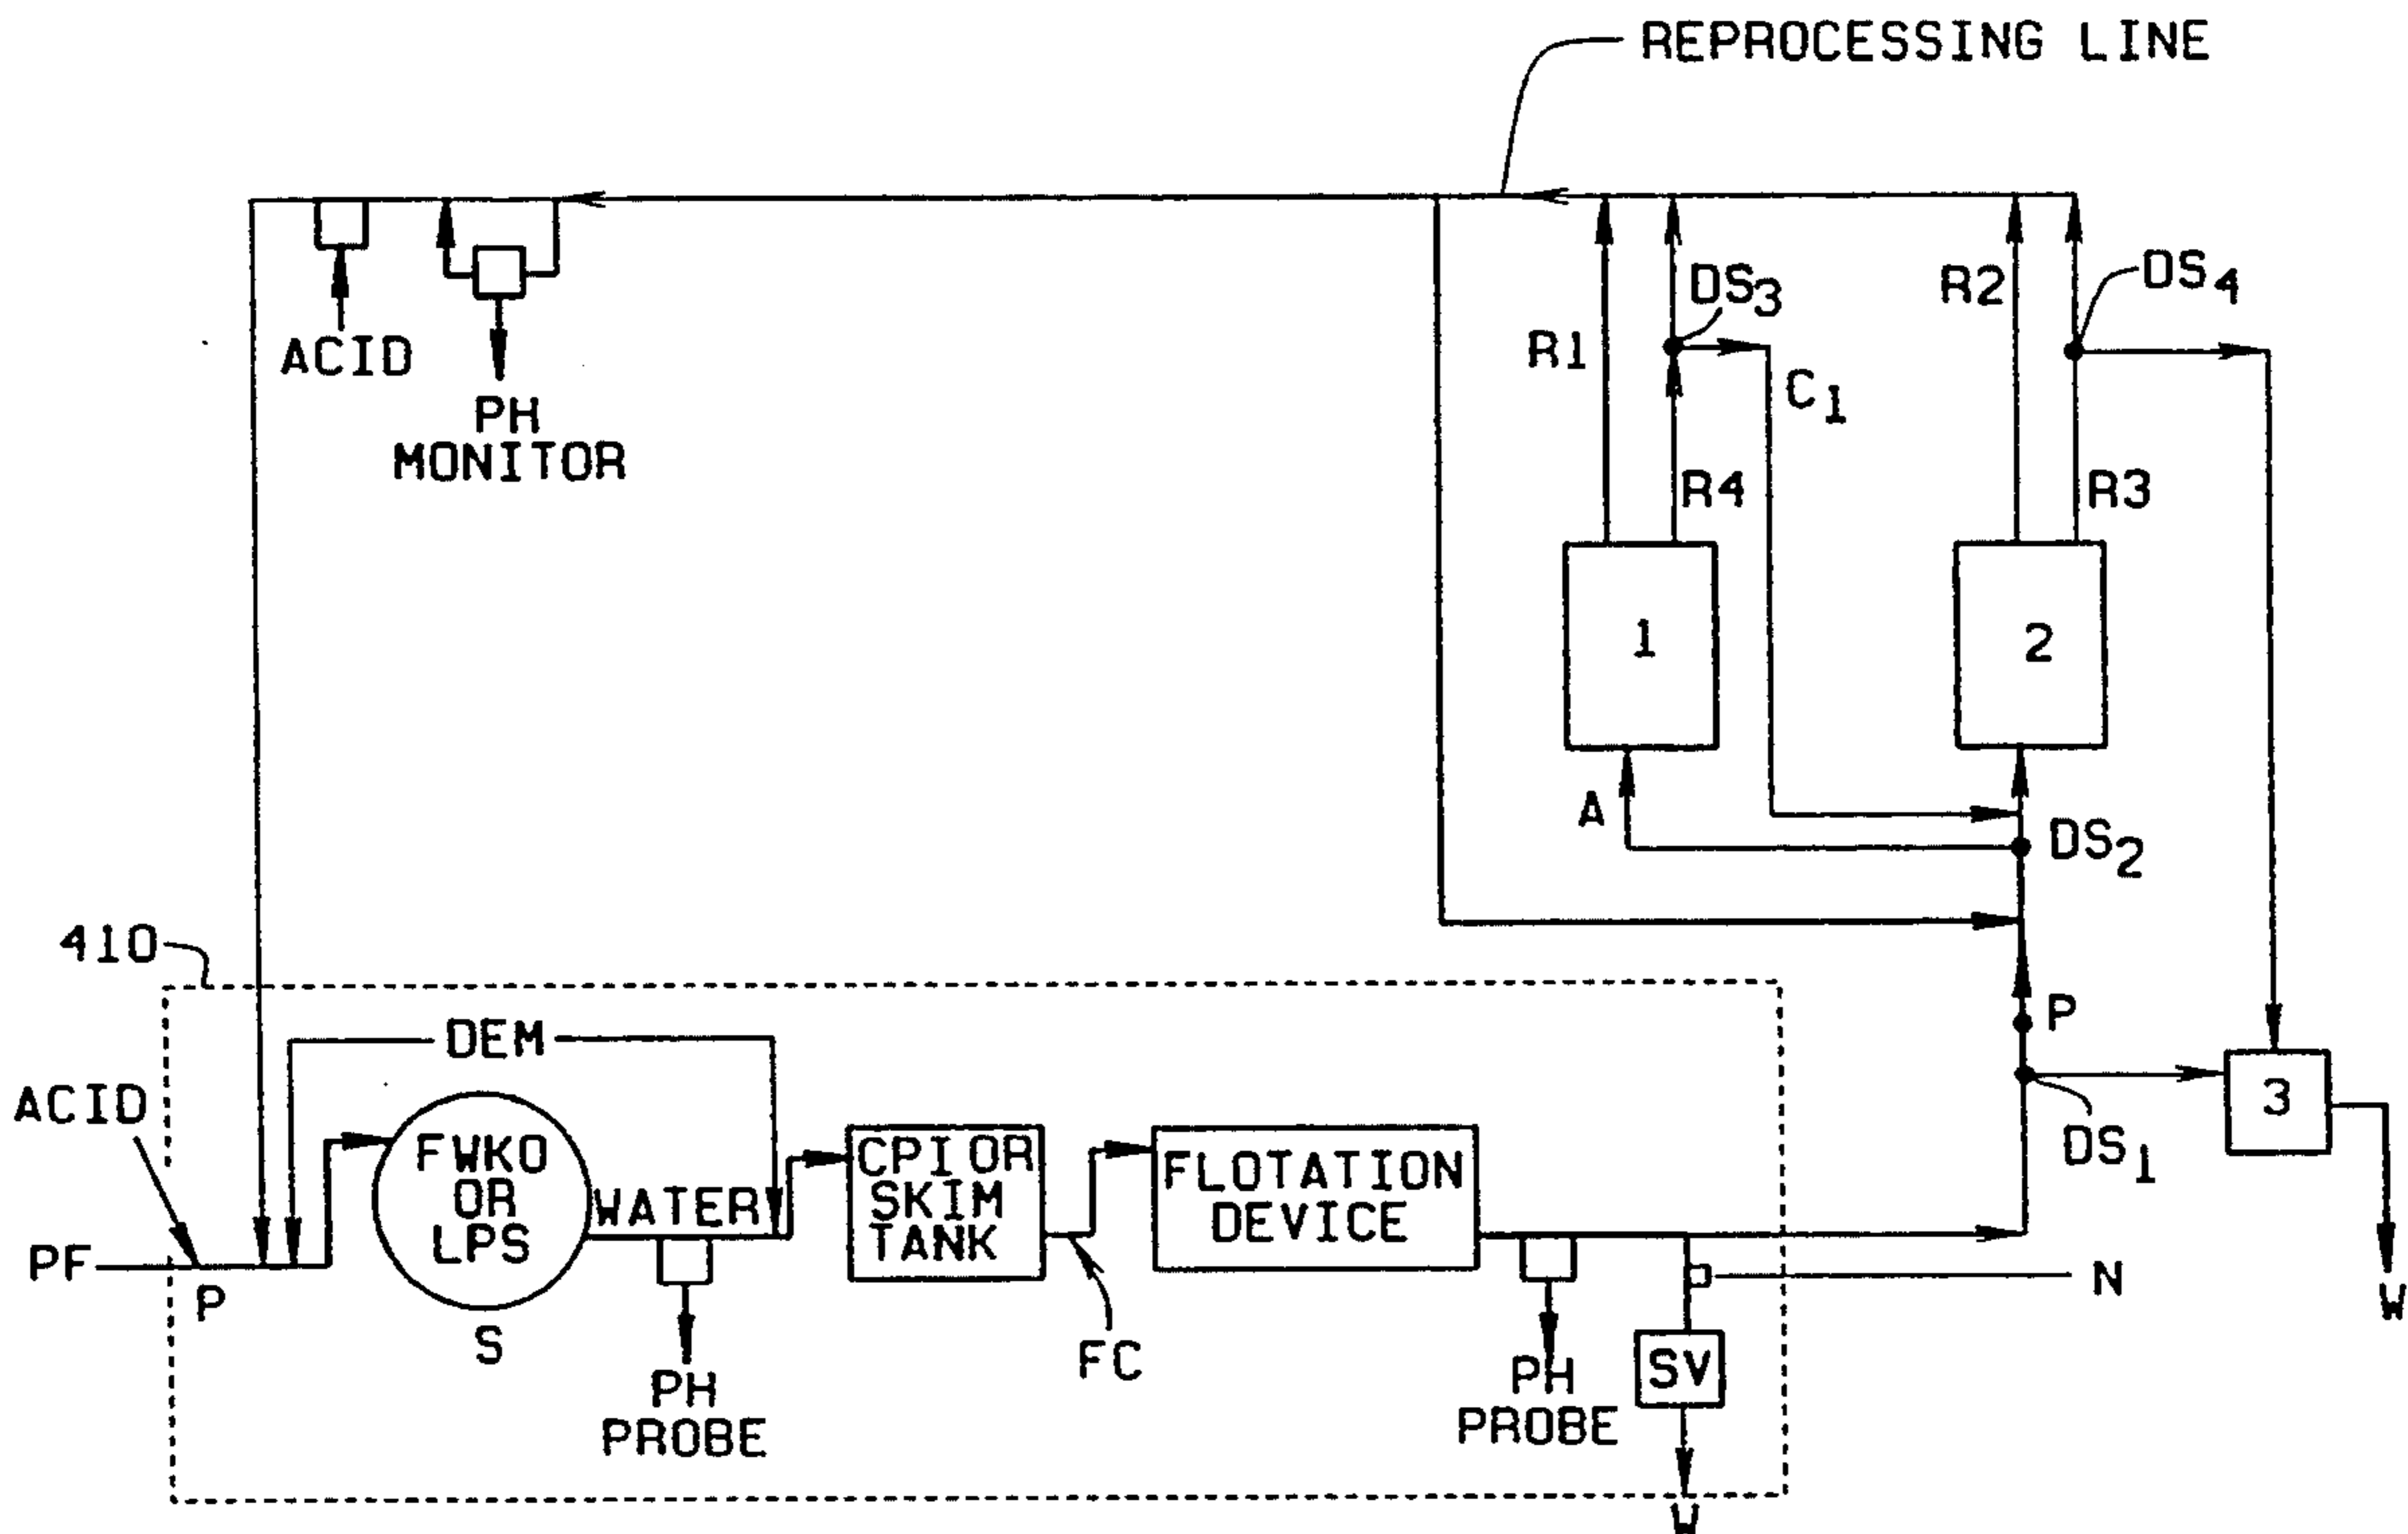 REPROCESSING LINE
ACID
PH
MONITOR
R1
DS3
C1
R4
R2
DS4
R3
1
2
A
DS2
410
P
DEM
ACID
PF
P
FWKO
OR
LPS
S
WATER
PH
PROBE
CPI OR
SKIM
TANK
FC
FLOTATION
DEVICE
PH
PROBE
SV
W
N
DS1
3
W